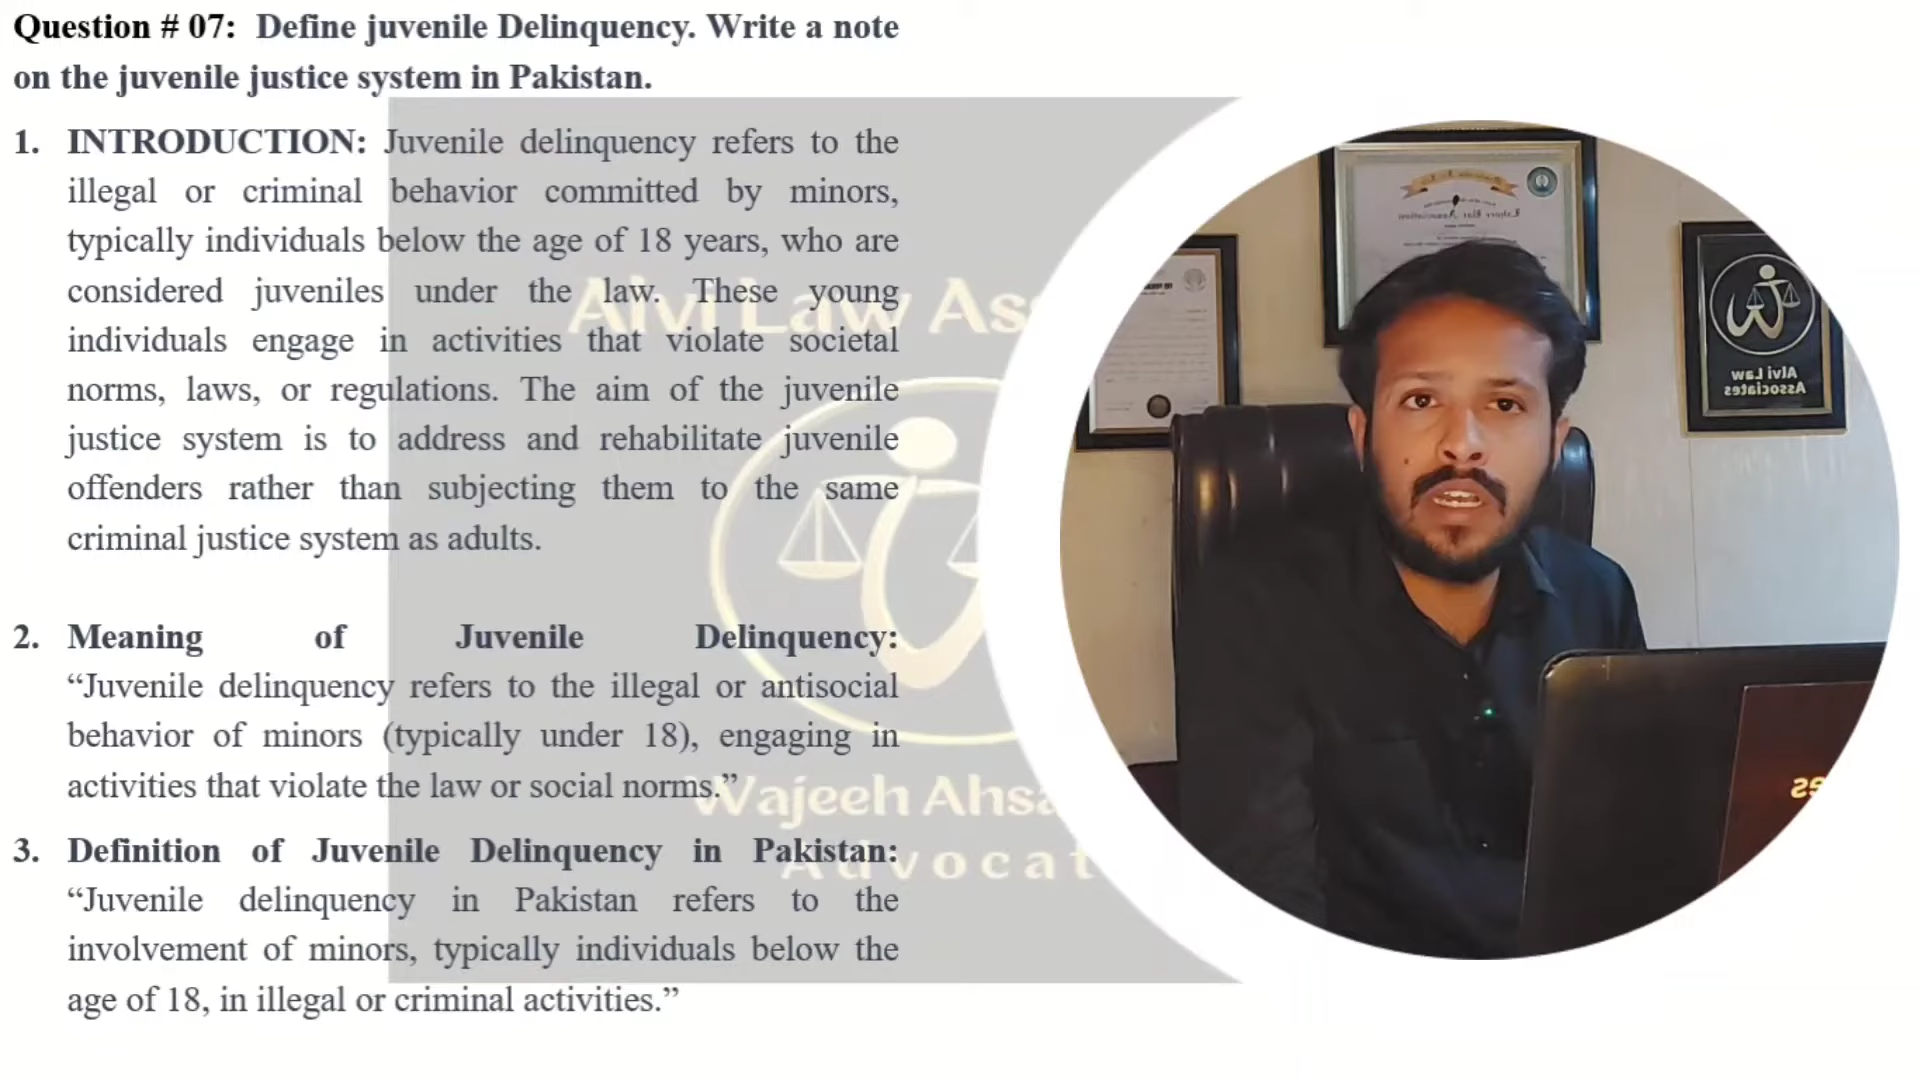 Question # 07: Define juvenile Delinquency. Write a note
on the juvenile justice system in Pakistan.
1. INTRODUCTION: Juvenile delinquency refers to the
illegal or criminal behavior committed by minors,
typically individuals below the age of 18 years, who are
considered juveniles under the law. These young
individuals engage in activities that violate societal
norms, laws, or regulations. The aim of the juvenile
justice system is to address and rehabilitate juvenile
offenders rather than subjecting them to the same
criminal justice system as adults.
2. Meaning of Juvenile Delinquency:
“Juvenile delinquency refers to the illegal or antisocial
behavior of minors (typically under 18), engaging in
activities that violate the law or social norms.”
3. Definition of Juvenile Delinquency in Pakistan:
“Juvenile delinquency in Pakistan refers to the
involvement of minors, typically individuals below the
age of 18, in illegal or criminal activities.”
Alvi Law Ass
Wajeeh Ahsa
Advocat
Lahore Bar Association
Alvi Law
Associates
es